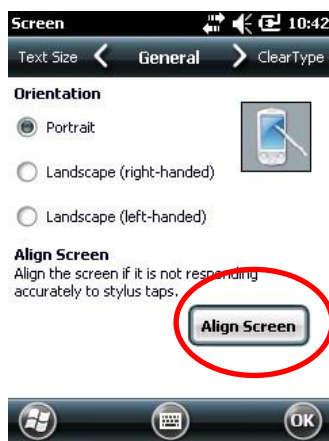 Screen 10:42
Text Size General ClearType
Orientation
Portrait
Landscape (right-handed)
Landscape (left-handed)
Align Screen
Align the screen if it is not responding
accurately to stylus taps.
Align Screen
OK